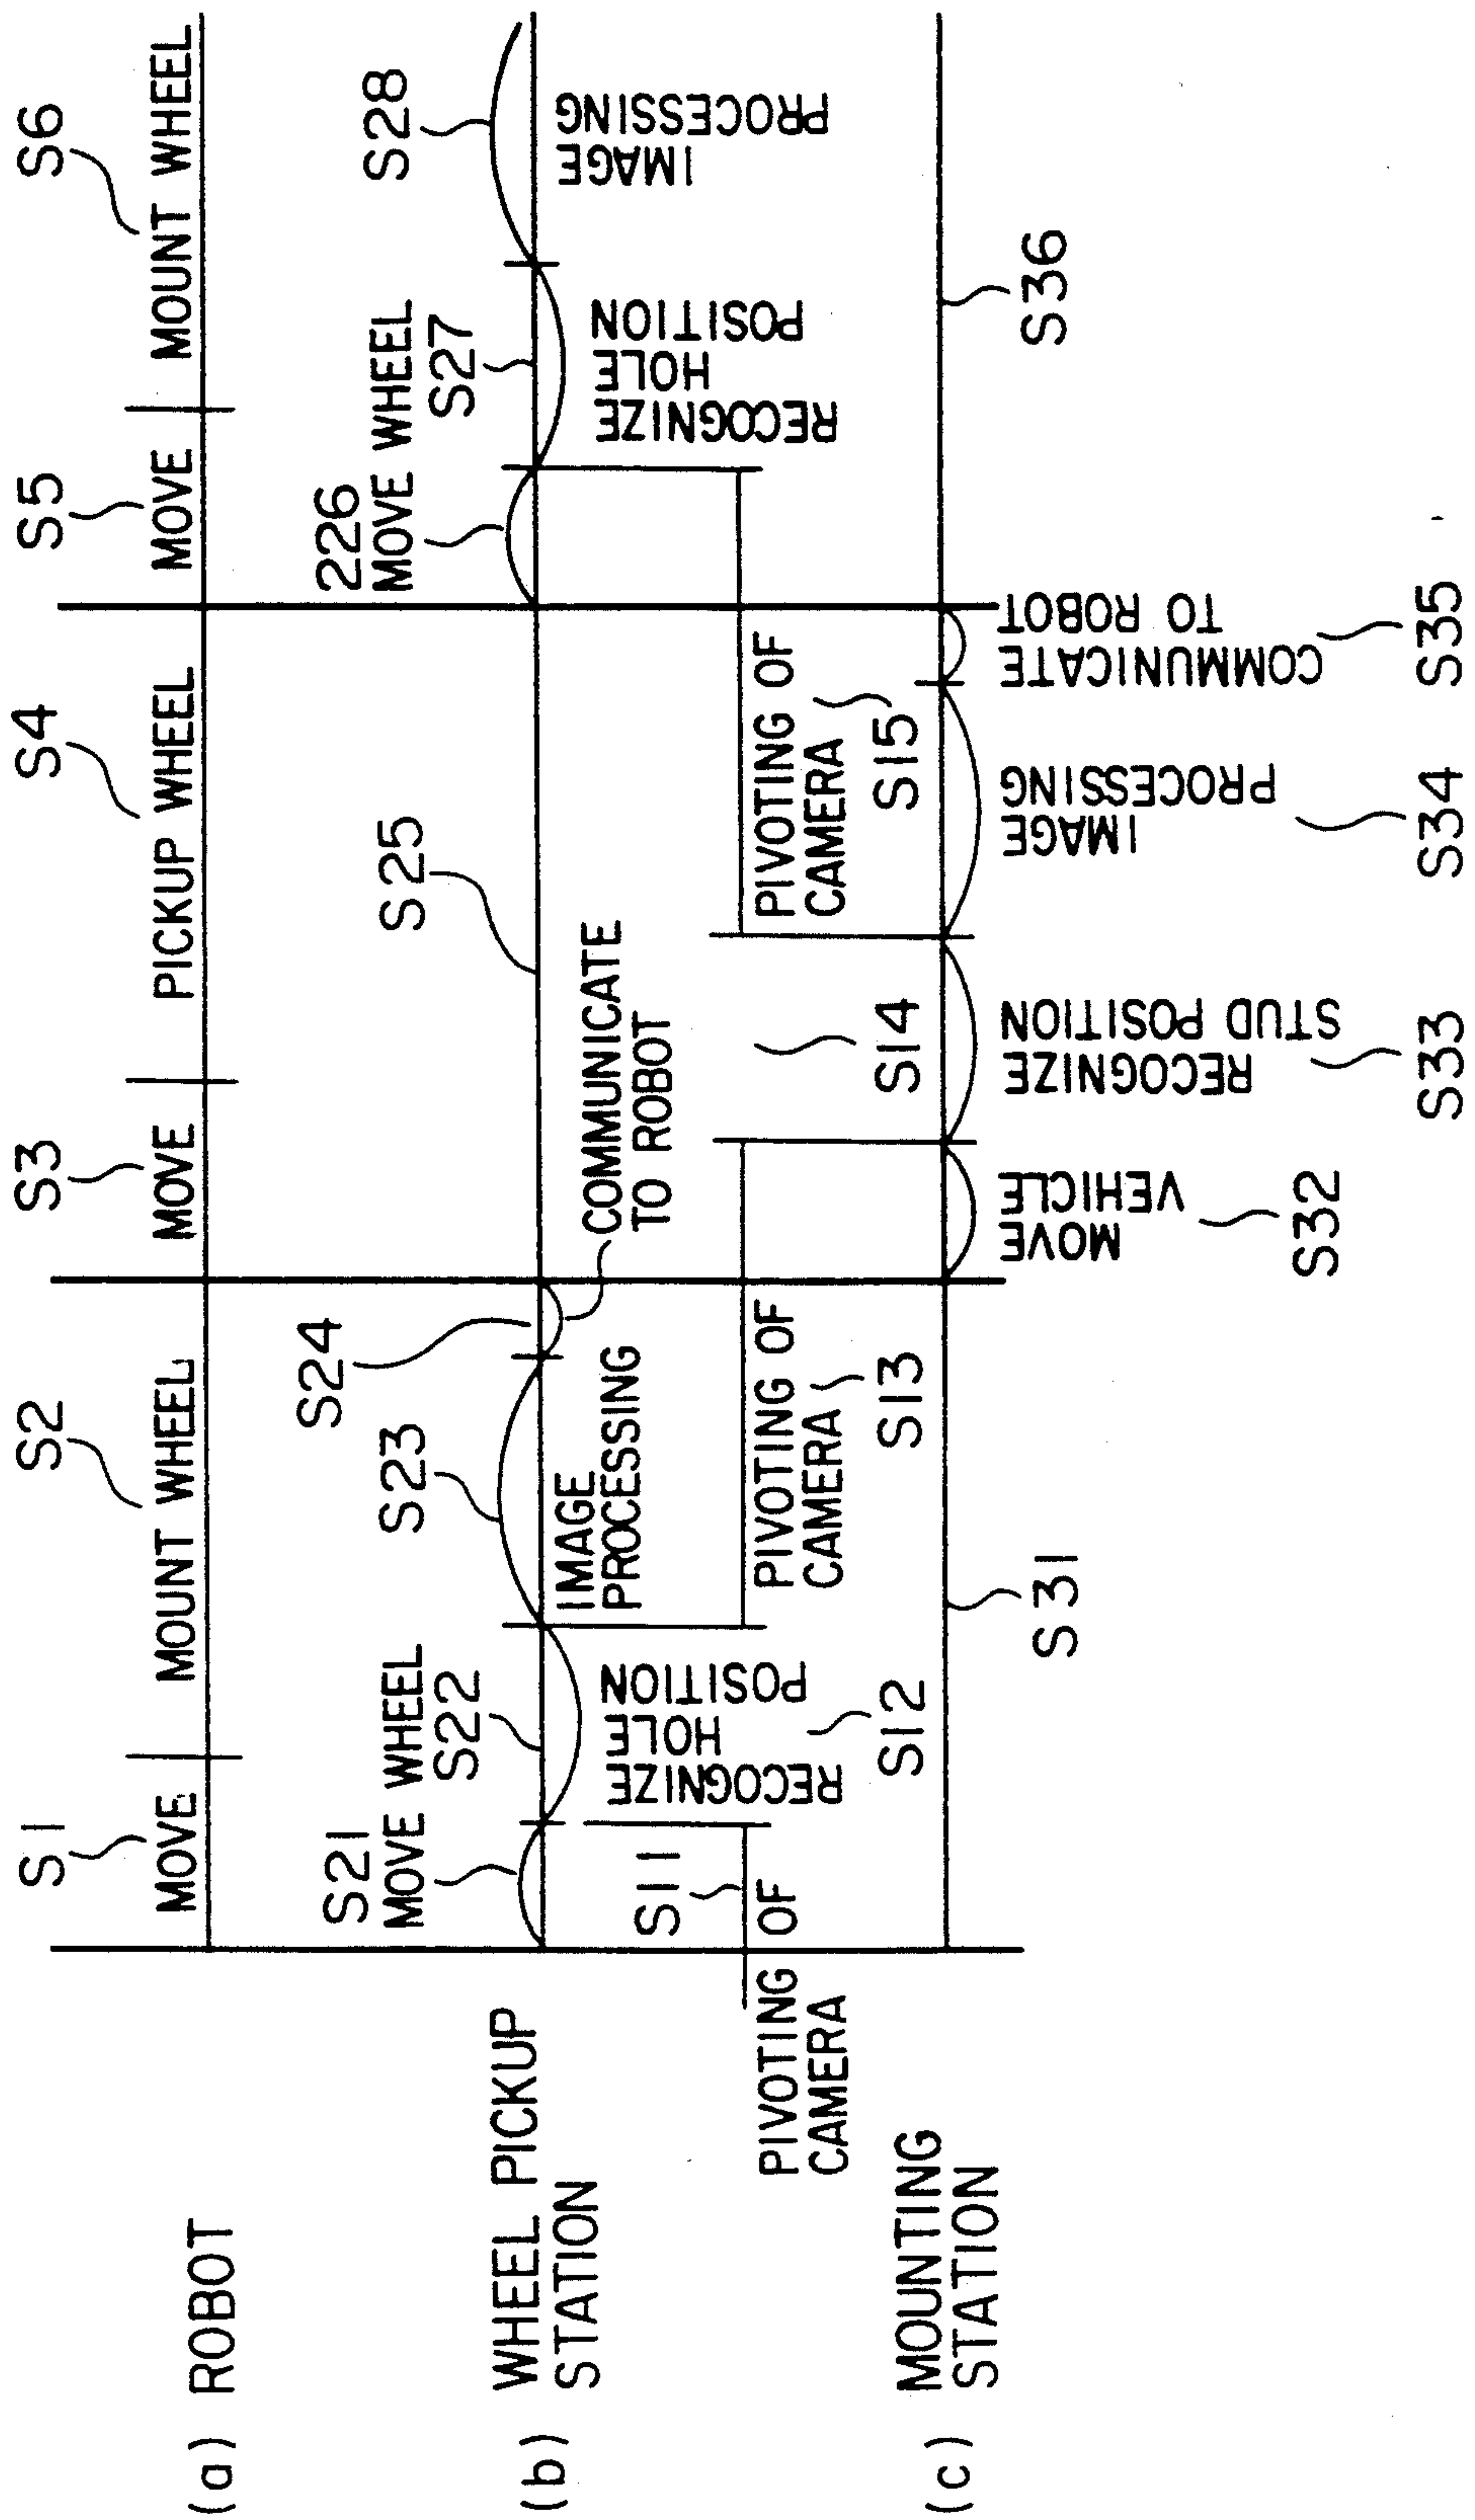 (a) ROBOT
S1
MOVE
S2
MOUNT WHEEL
S3
MOVE
S4
PICKUP WHEEL
S5
MOVE
S6
MOUNT WHEEL
(b) WHEEL PICKUP
STATION
S21
MOVE WHEEL
S22
RECOGNIZE
HOLE
POSITION
S23
IMAGE
PROCESSING
S24
COMMUNICATE
TO ROBOT
S25
226
MOVE WHEEL
S27
RECOGNIZE
HOLE
POSITION
S28
IMAGE
PROCESSING
S11
PIVOTING OF
CAMERA
S12
PIVOTING OF
CAMERA
S13
S14
PIVOTING OF
CAMERA
S15
(c) MOUNTING
STATION
S31
MOVE
VEHICLE
S32
RECOGNIZE
STUD POSITION
S33
IMAGE
PROCESSING
S34
COMMUNICATE
TO ROBOT
S35
S36